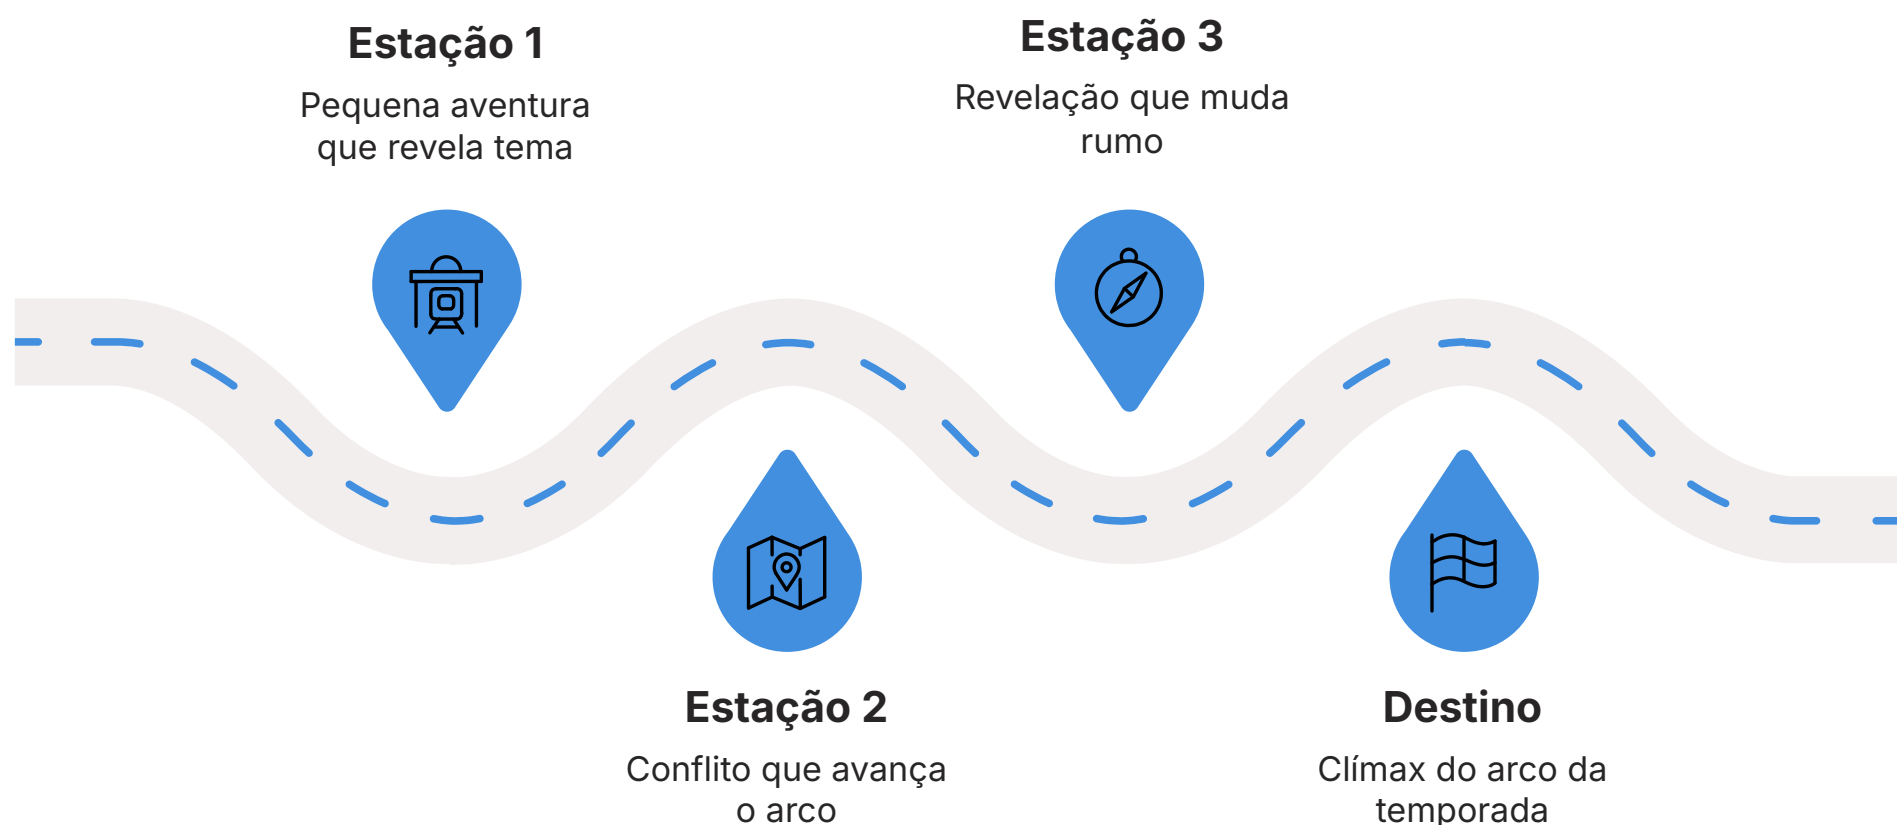 Estação 1
Pequena aventura
que revela tema
Estação 2
Conflito que avança
o arco
Estação 3
Revelação que muda
rumo
Destino
Clímax do arco da
temporada